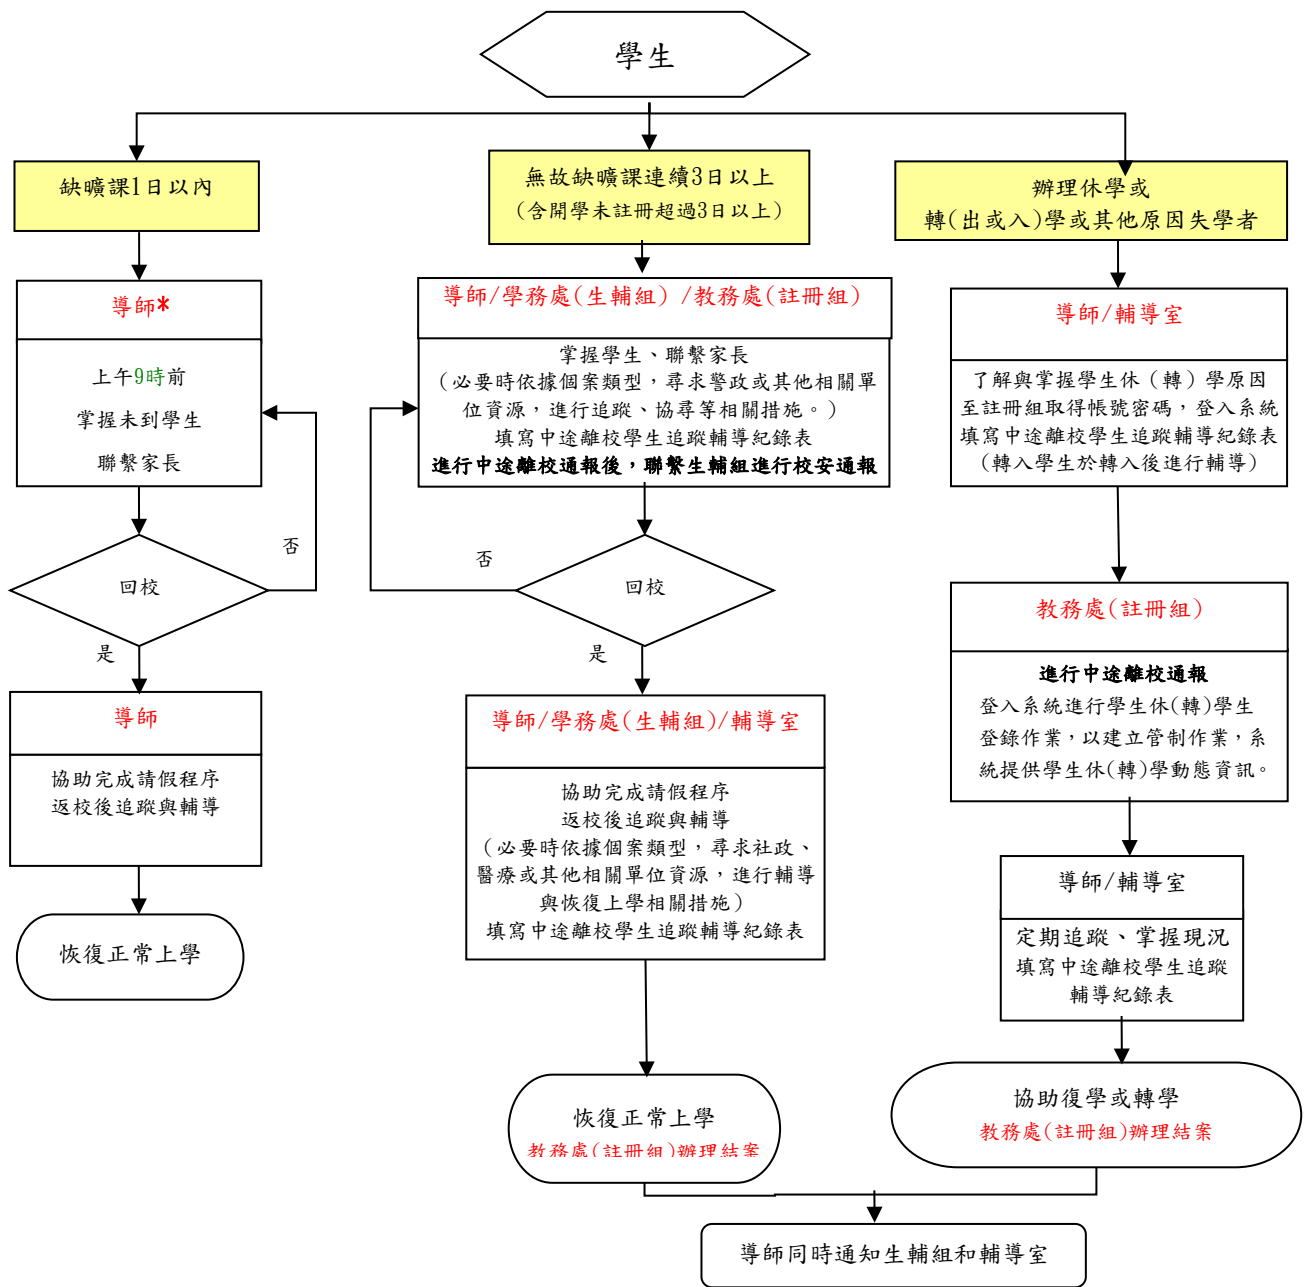 學生
缺曠課1日以內
導師*
上午9時前
掌握未到學生
聯繫家長
否
回校
是
導師
協助完成請假程序
返校後追蹤與輔導
恢復正常上學
無故缺曠課連續3日以上
(含開學未註冊超過3日以上)
導師/學務處(生輔組) /教務處(註冊組)
掌握學生、聯繫家長
（必要時依據個案類型，尋求警政或其他相關單
位資源，進行追蹤、協尋等相關措施。）
填寫中途離校學生追蹤輔導紀錄表
進行中途離校通報後，聯繫生輔組進行校安通報
否
回校
是
導師/學務處(生輔組)/輔導室
協助完成請假程序
返校後追蹤與輔導
（必要時依據個案類型，尋求社政、
醫療或其他相關單位資源，進行輔導
與恢復上學相關措施）
填寫中途離校學生追蹤輔導紀錄表
恢復正常上學
教務處(註冊組)辦理結案
辦理休學或
轉(出或入)學或其他原因失學者
導師/輔導室
了解與掌握學生休（轉）學原因
至註冊組取得帳號密碼，登入系統
填寫中途離校學生追蹤輔導紀錄表
(轉入學生於轉入後進行輔導)
教務處(註冊組)
進行中途離校通報
登入系統進行學生休(轉)學生
登錄作業，以建立管制作業，系
統提供學生休(轉)學動態資訊。
導師/輔導室
定期追蹤、掌握現況
填寫中途離校學生追蹤
輔導紀錄表
協助復學或轉學
教務處(註冊組)辦理結案
導師同時通知生輔組和輔導室